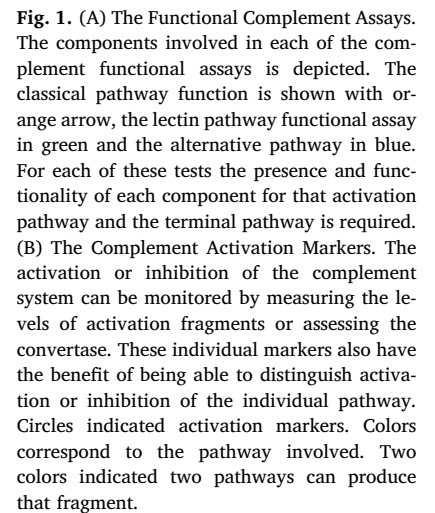 Fig. 1. (A) The Functional Complement Assays.
The components involved in each of the com-
plement functional assays is depicted. The
classical pathway function is shown with or-
ange arrow, the lectin pathway functional assay
in green and the alternative pathway in blue.
For each of these tests the presence and func-
tionality of each component for that activation
pathway and the terminal pathway is required.
(B) The Complement Activation Markers. The
activation or inhibition of the complement
system can be monitored by measuring the le-
vels of activation fragments or assessing the
convertase. These individual markers also have
the benefit of being able to distinguish activa-
tion or inhibition of the individual pathway.
Circles indicated activation markers. Colors
correspond to the pathway involved. Two
colors indicated two pathways can produce
that fragment.